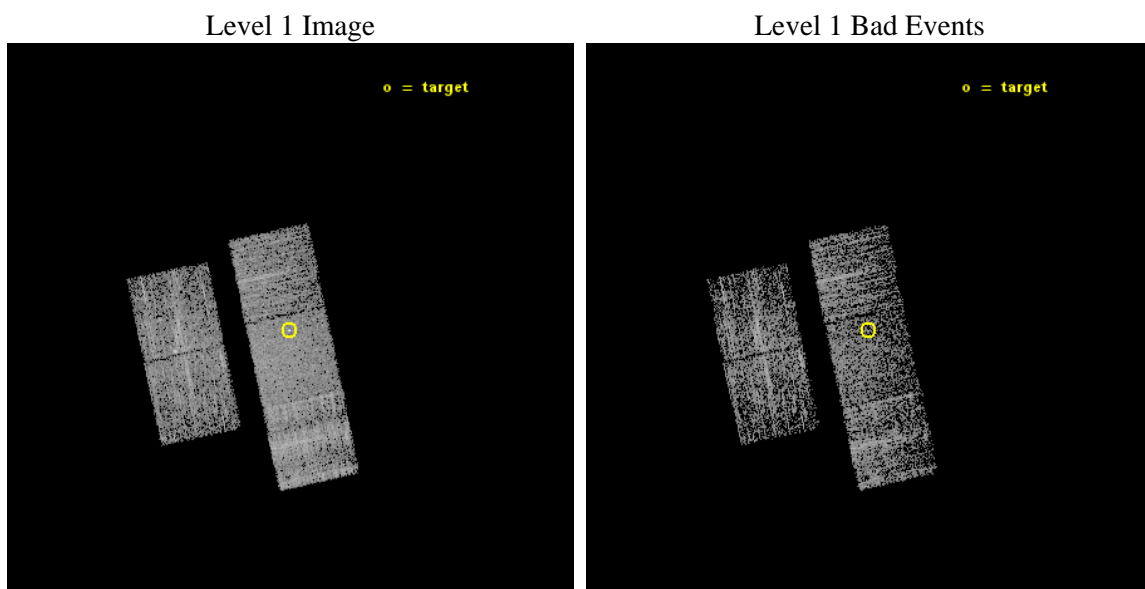 Level 1 Image
Level 1 Bad Events
o = target
o = target